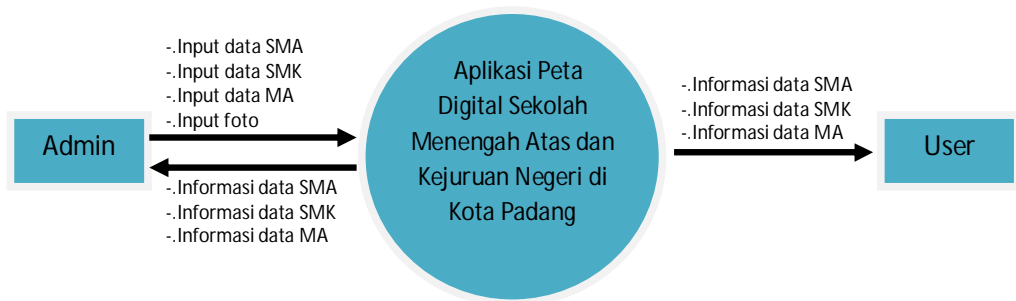 -.Input data SMA
-.Input data SMK
-.Input data MA
-.Input foto
Admin
-.Informasi data SMA
-.Informasi data SMK
-.Informasi data MA
Aplikasi Peta
Digital Sekolah
Menengah Atas dan
Kejuruan Negeri di
Kota Padang
-.Informasi data SMA
-.Informasi data SMK
-.Informasi data MA
User